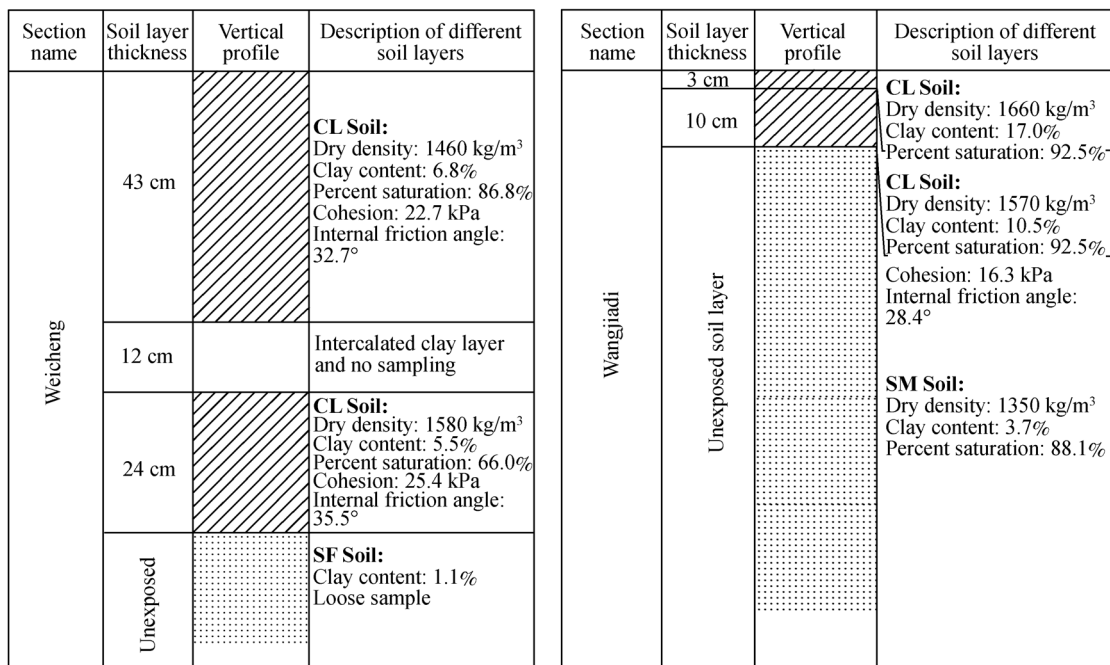 Section name
Soil layer thickness
Vertical profile
Description of different soil layers
Weicheng
43 cm
CL Soil:
Dry density: 1460 kg/m³
Clay content: 6.8%
Percent saturation: 86.8%
Cohesion: 22.7 kPa
Internal friction angle:
32.7°
12 cm
Intercalated clay layer
and no sampling
24 cm
CL Soil:
Dry density: 1580 kg/m³
Clay content: 5.5%
Percent saturation: 66.0%
Cohesion: 25.4 kPa
Internal friction angle:
35.5°
Unexposed
SF Soil:
Clay content: 1.1%
Loose sample
Section name
Soil layer thickness
Vertical profile
Description of different soil layers
Wangjiadi
3 cm
CL Soil:
Dry density: 1660 kg/m³
Clay content: 17.0%
Percent saturation: 92.5%
10 cm
CL Soil:
Dry density: 1570 kg/m³
Clay content: 10.5%
Percent saturation: 92.5%
Cohesion: 16.3 kPa
Internal friction angle:
28.4°
Unexposed soil layer
SM Soil:
Dry density: 1350 kg/m³
Clay content: 3.7%
Percent saturation: 88.1%